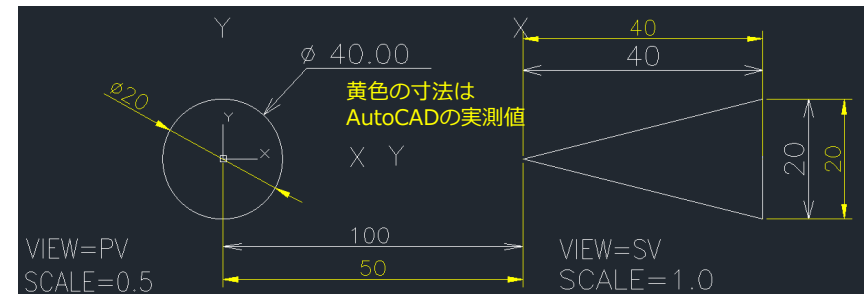 Y
X
40
ø 40.00
40
ø20
黄色の寸法は
AutoCADの実測値
Y
X
X Y
20
20
100
VIEW=PV
VIEW=SV
50
SCALE=0.5
SCALE=1.0